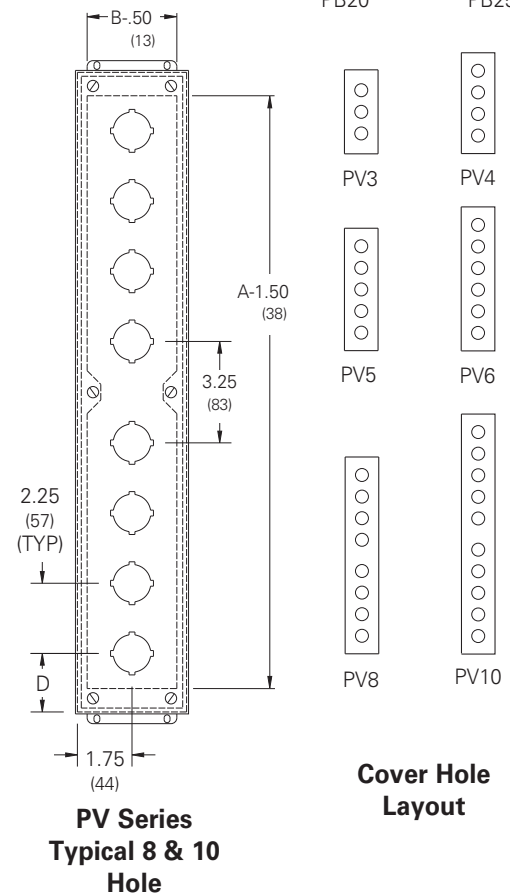 PB20
PB25
B-.50
(13)
PV3
PV4
A-1.50
(38)
PV5
PV6
3.25
(83)
2.25
(57)
(TYP)
D
PV8
PV10
1.75
(44)
PV Series
Typical 8 & 10
Hole
Cover Hole
Layout